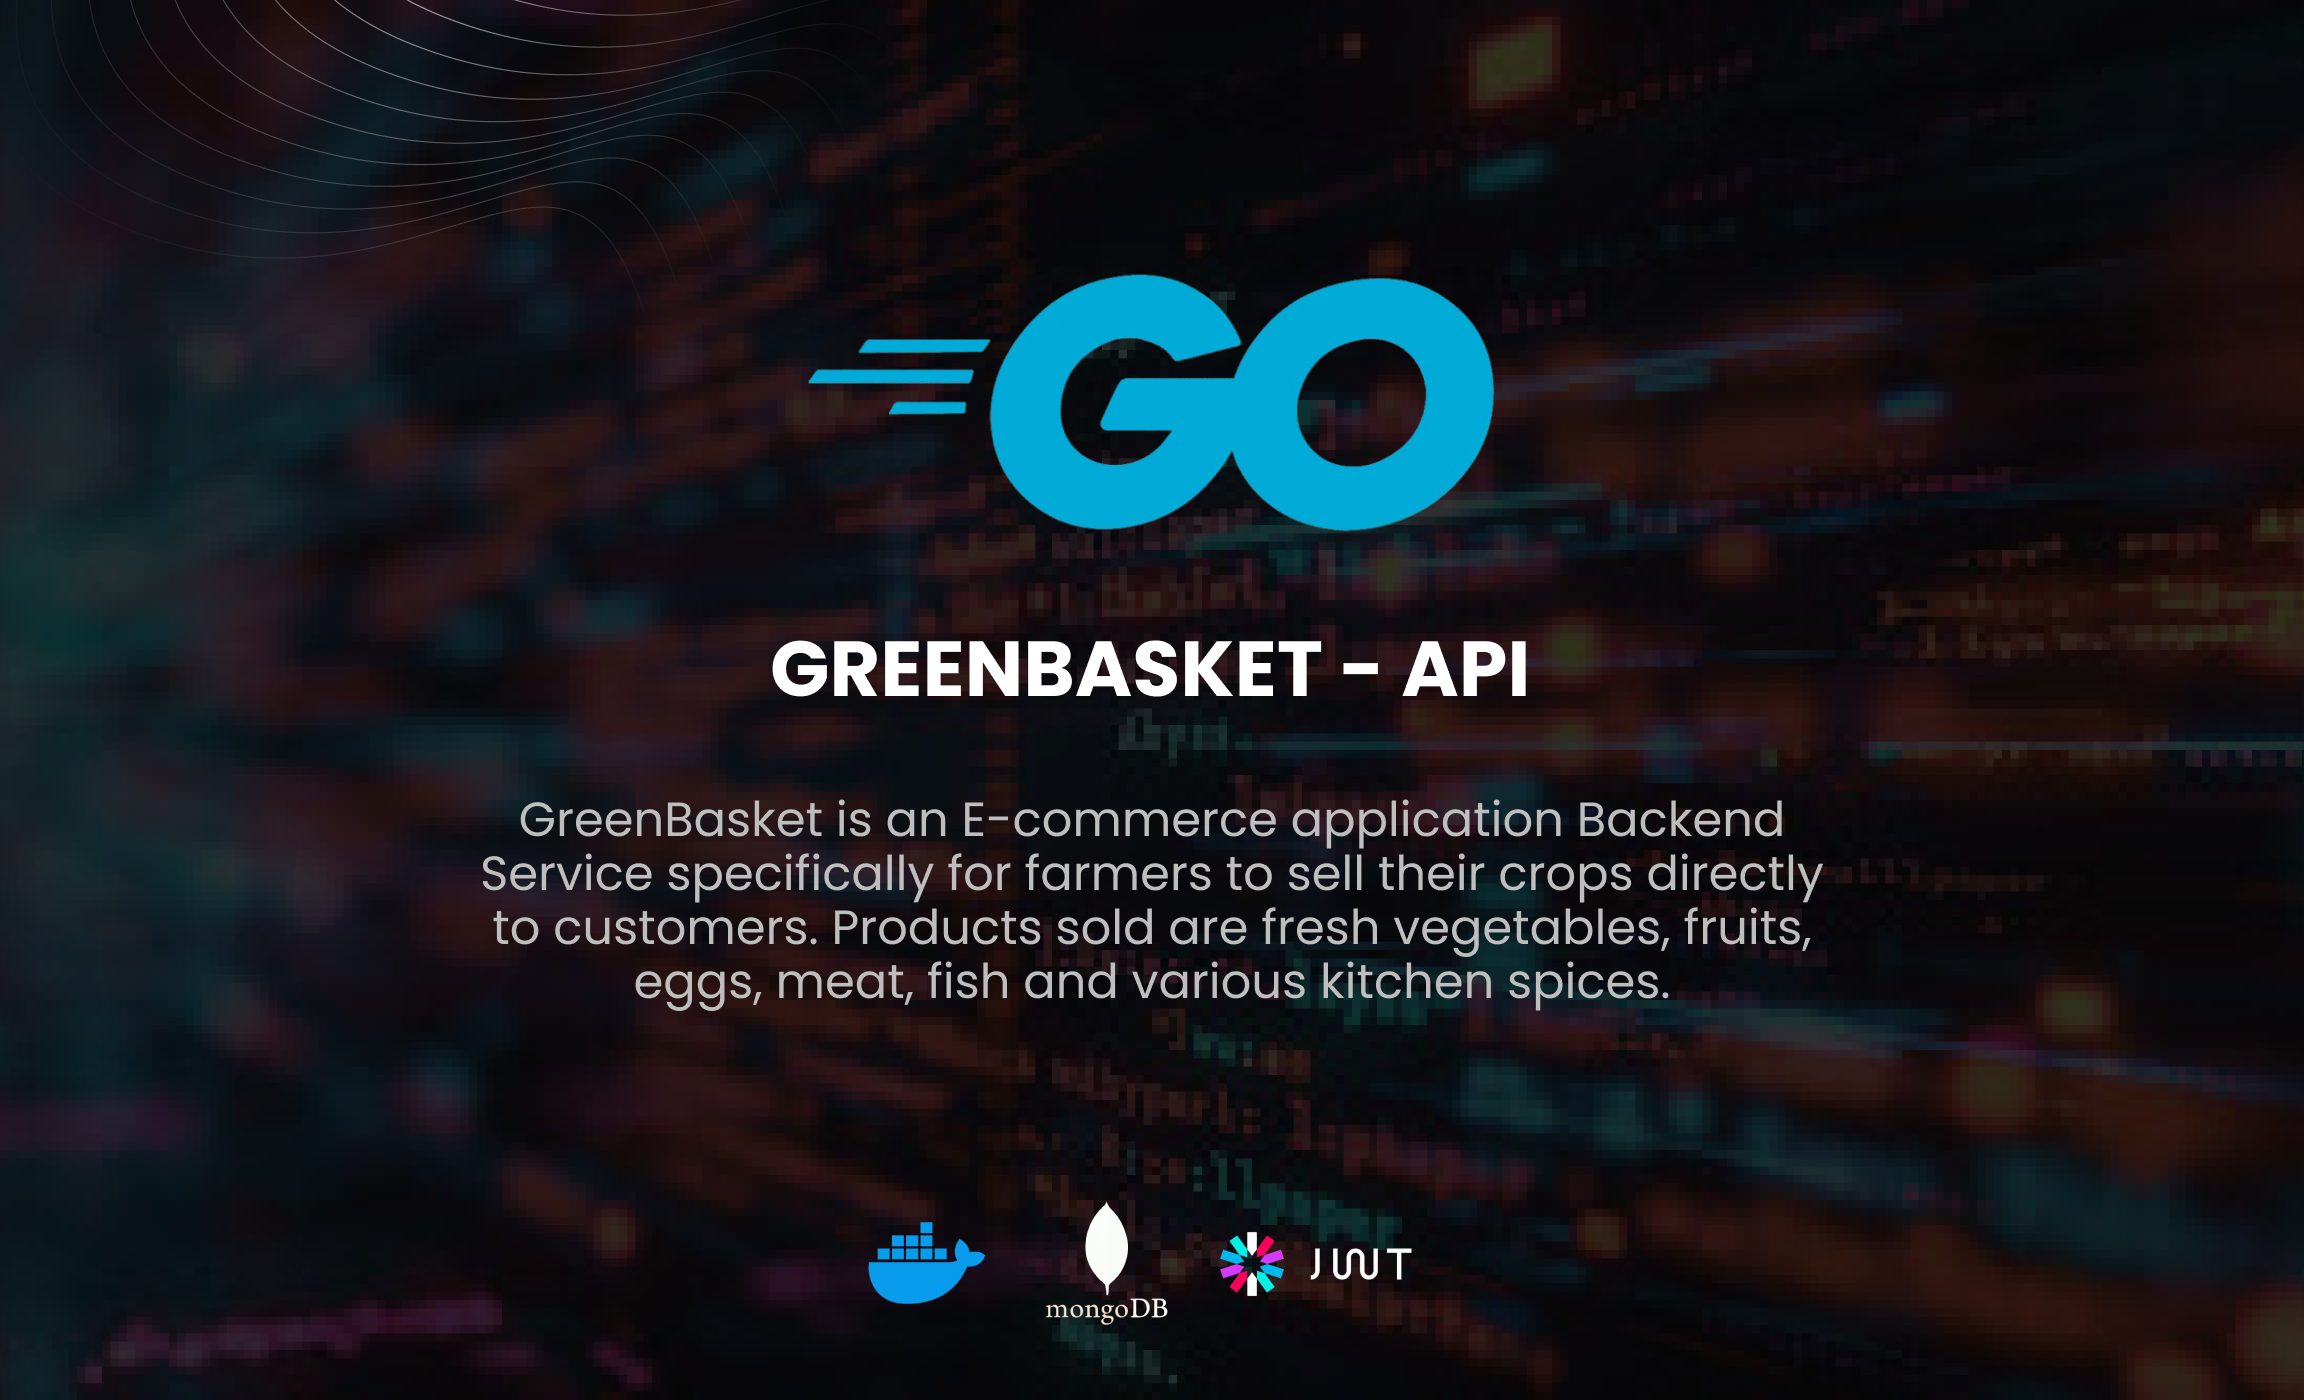 GO
GREENBASKET - API
GreenBasket is an E-commerce application Backend
Service specifically for farmers to sell their crops directly
to customers. Products sold are fresh vegetables, fruits,
eggs, meat, fish and various kitchen spices.
mongoDB
JWT